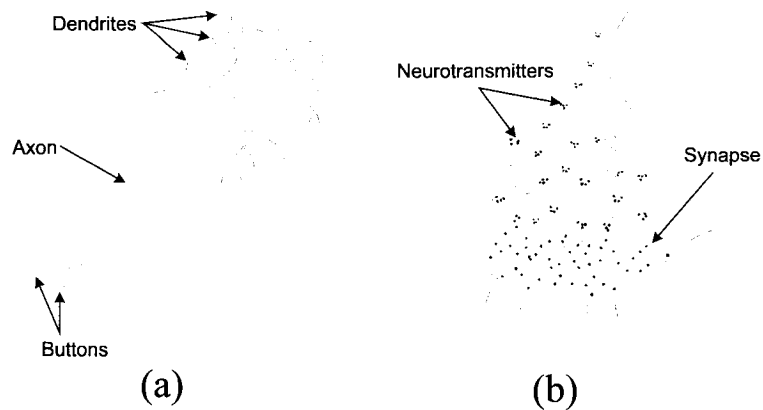 Dendrites
Axon
Buttons
(a)
Neurotransmitters
Synapse
(b)